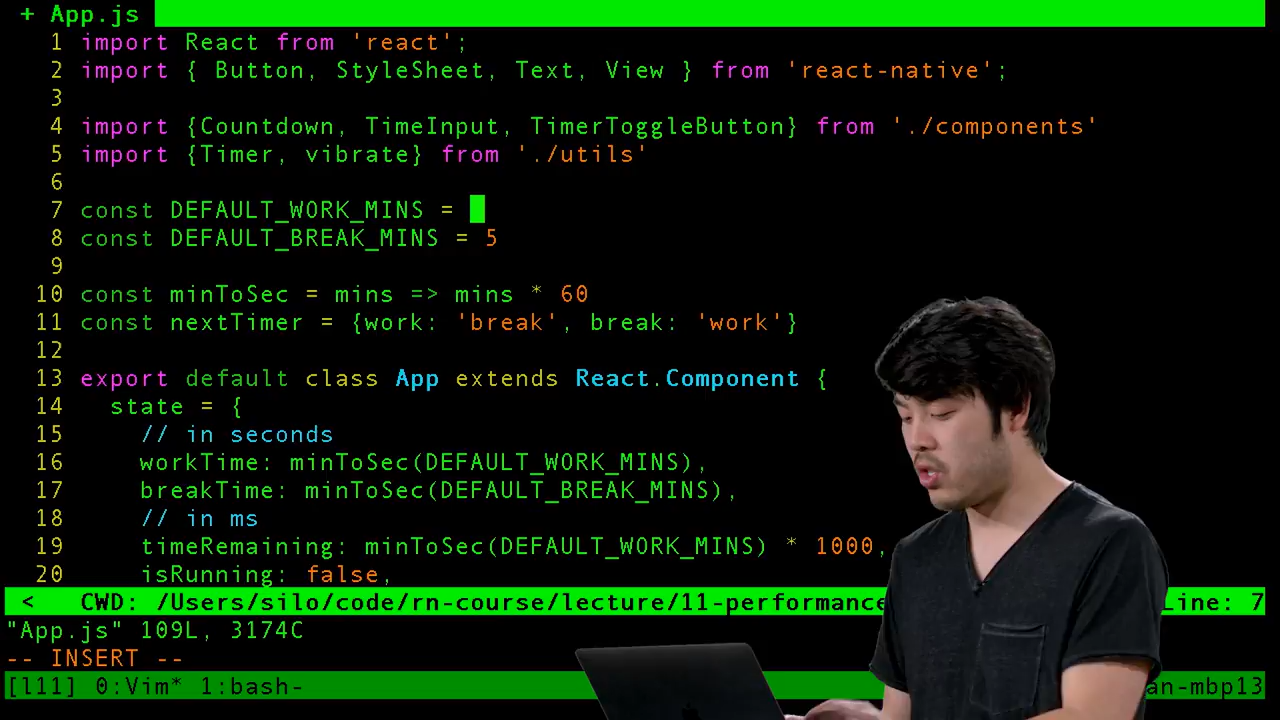 + App.js
1 import React from 'react';
2 import { Button, StyleSheet, Text, View } from 'react-native';
3
4 import {Countdown, TimeInput, TimerToggleButton} from './components'
5 import {Timer, vibrate} from './utils'
6
7 const DEFAULT_WORK_MINS =
8 const DEFAULT_BREAK_MINS = 5
9
10 const minToSec = mins => mins * 60
11 const nextTimer = {work: 'break', break: 'work'}
12
13 export default class App extends React.Component {
14 state = {
15 // in seconds
16 workTime: minToSec(DEFAULT_WORK_MINS),
17 breakTime: minToSec(DEFAULT_BREAK_MINS),
18 // in ms
19 timeRemaining: minToSec(DEFAULT_WORK_MINS) * 1000,
20 isRunning: false,
< CWD: /Users/silo/code/rn-course/lecture/11-performance Line: 7
"App.js" 109L, 3174C
-- INSERT --
[l11] 0:Vim* 1:bash- an-mbp13